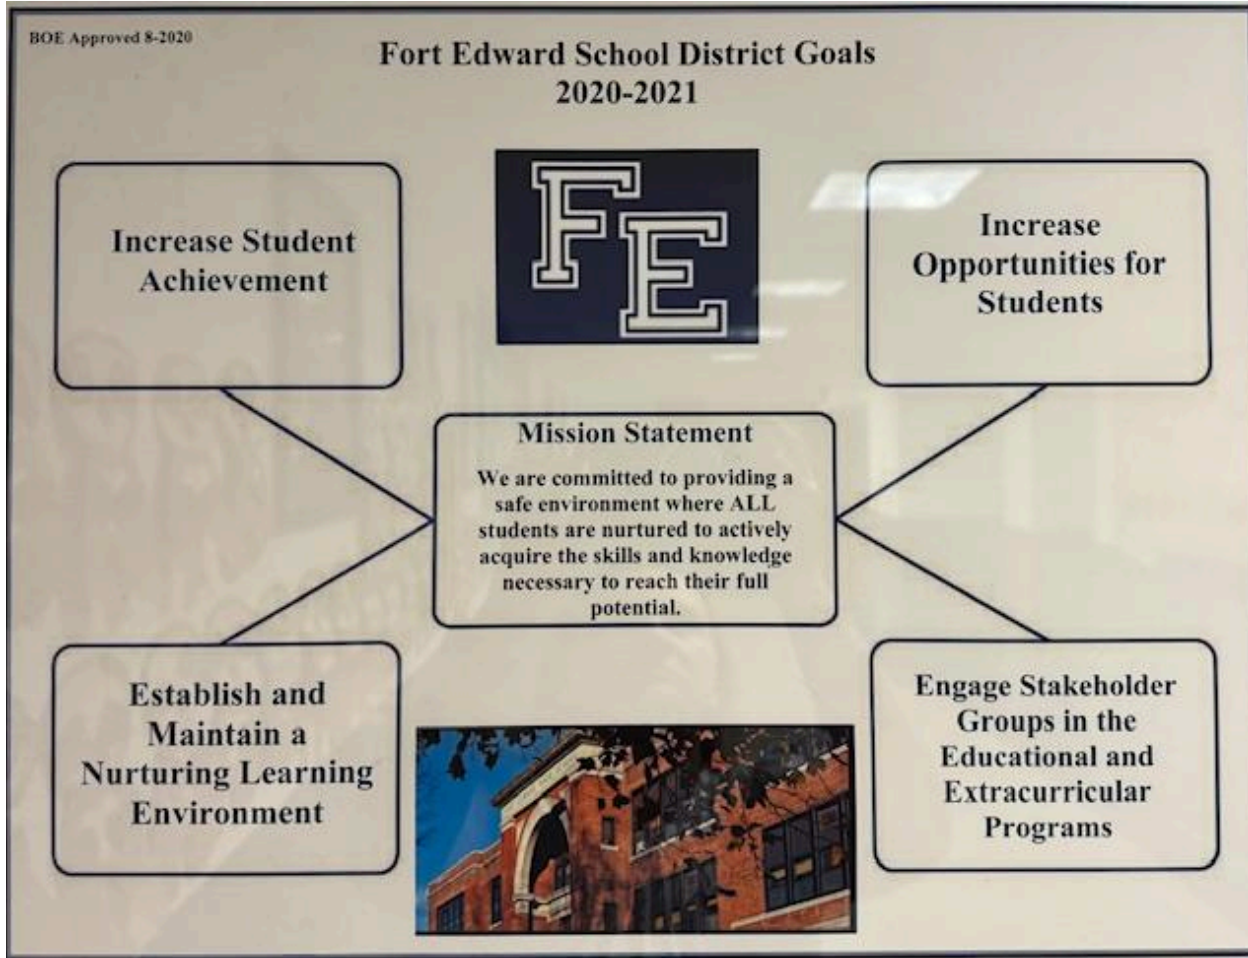 BOE Approved 8-2020
Fort Edward School District Goals
2020-2021
Increase Student
Achievement
FE
Increase
Opportunities for
Students
Mission Statement
We are committed to providing a
safe environment where ALL
students are nurtured to actively
acquire the skills and knowledge
necessary to reach their full
potential.
Establish and
Maintain a
Nurturing Learning
Environment
Engage Stakeholder
Groups in the
Educational and
Extracurricular
Programs